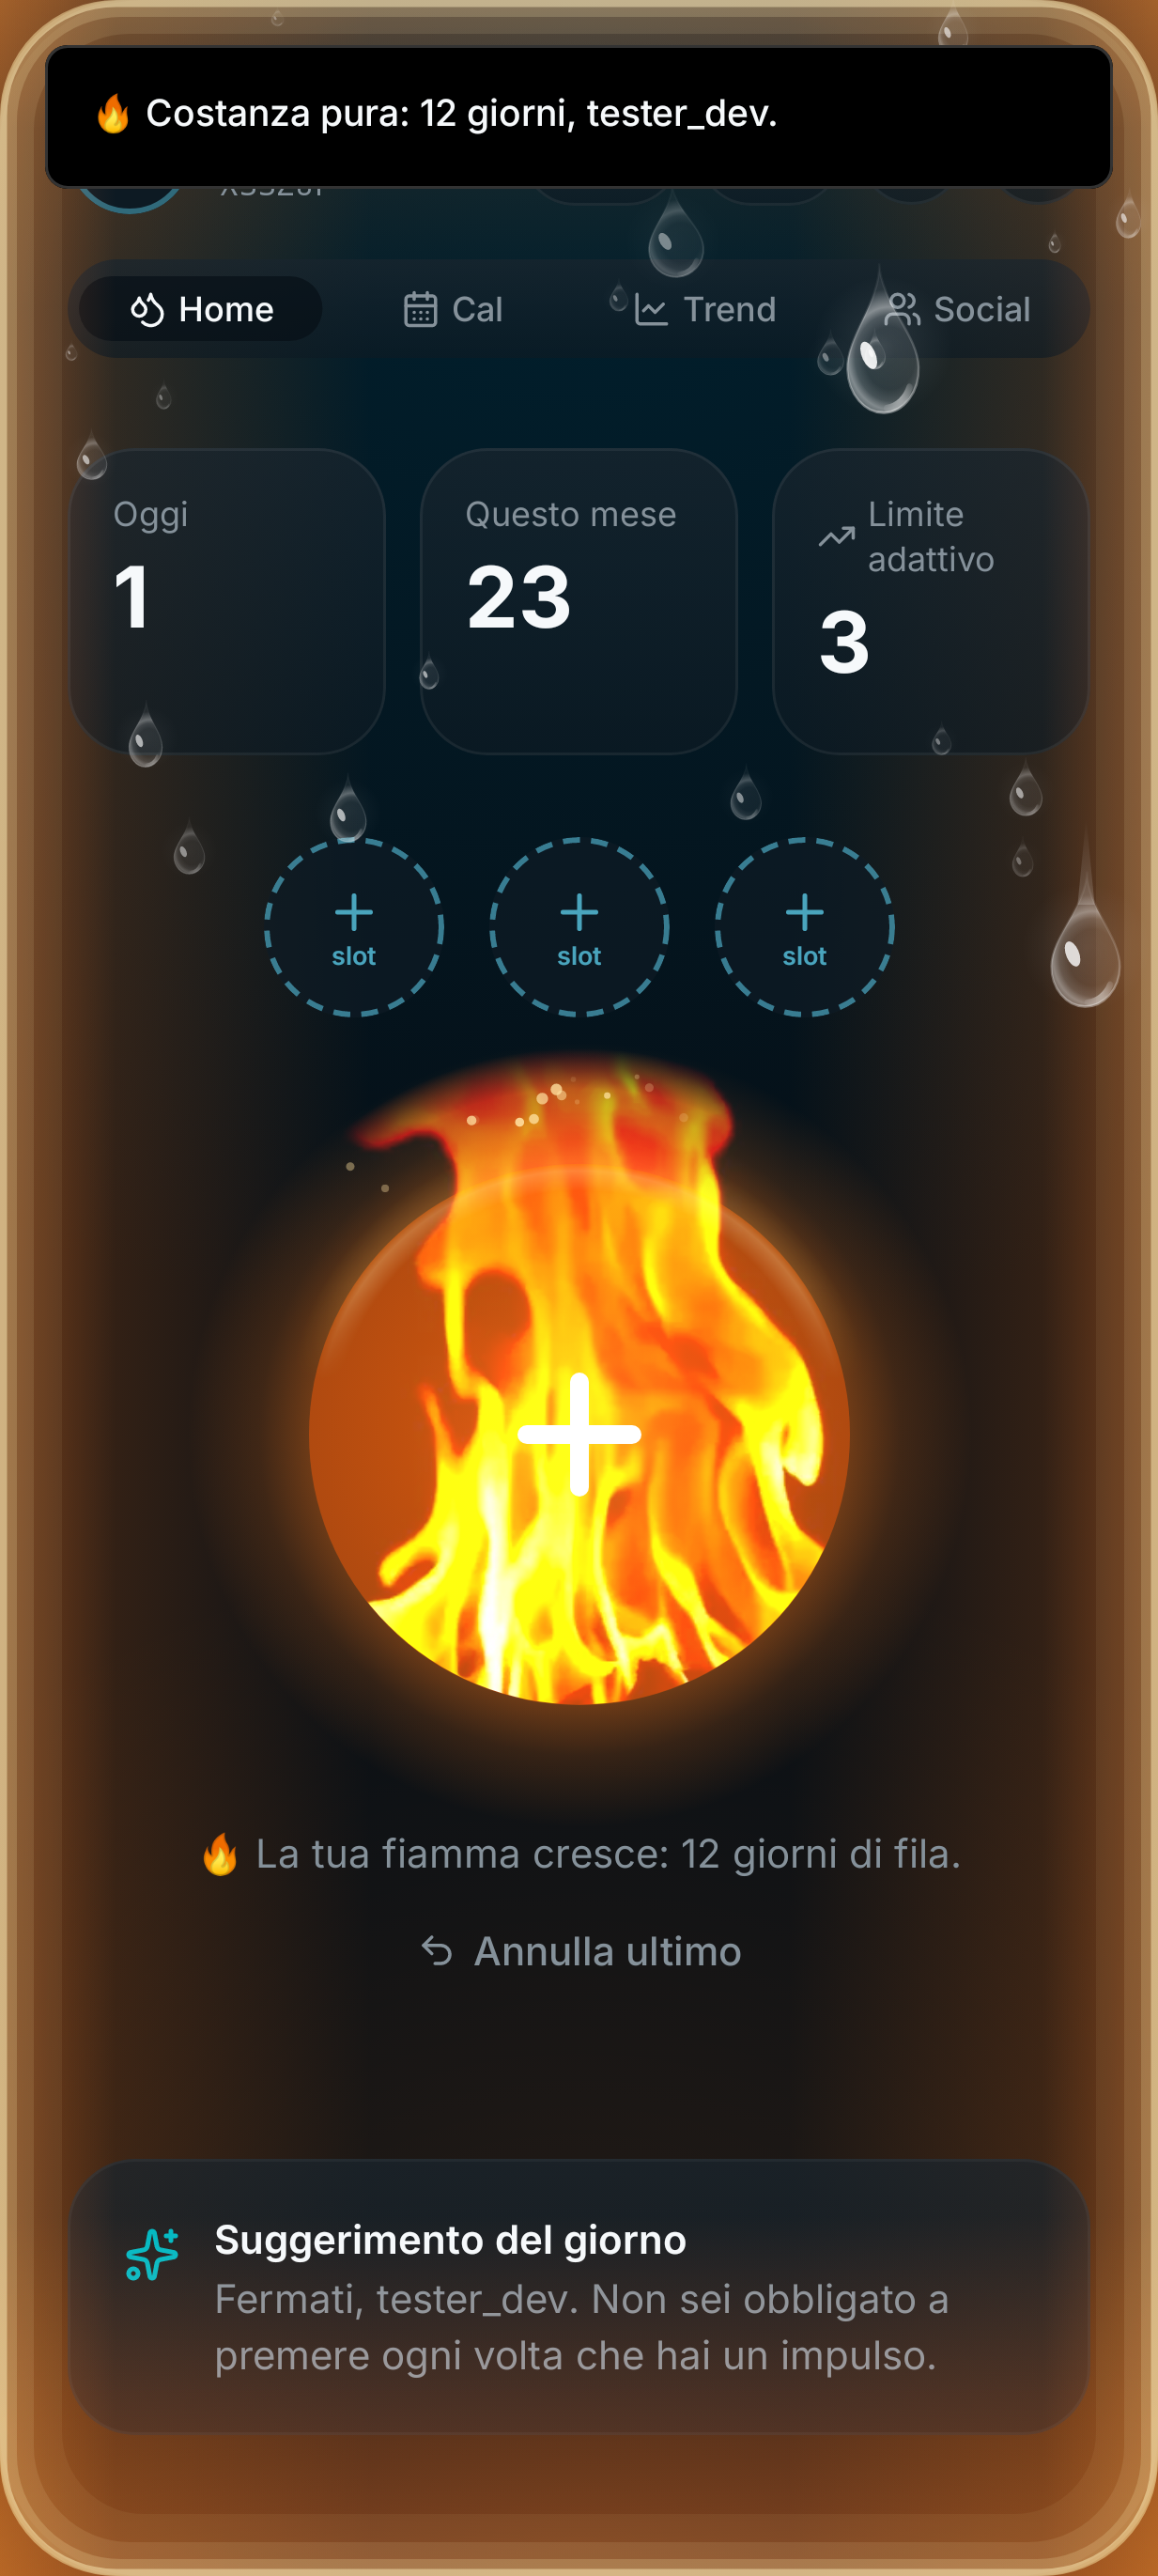 🔥 Costanza pura: 12 giorni, tester_dev.
Home
Cal
Trend
Social
Oggi
1
Questo mese
23
Limite
adattivo
3
slot
slot
slot
🔥 La tua fiamma cresce: 12 giorni di fila.
Annulla ultimo
Suggerimento del giorno
Fermati, tester_dev. Non sei obbligato a
premere ogni volta che hai un impulso.